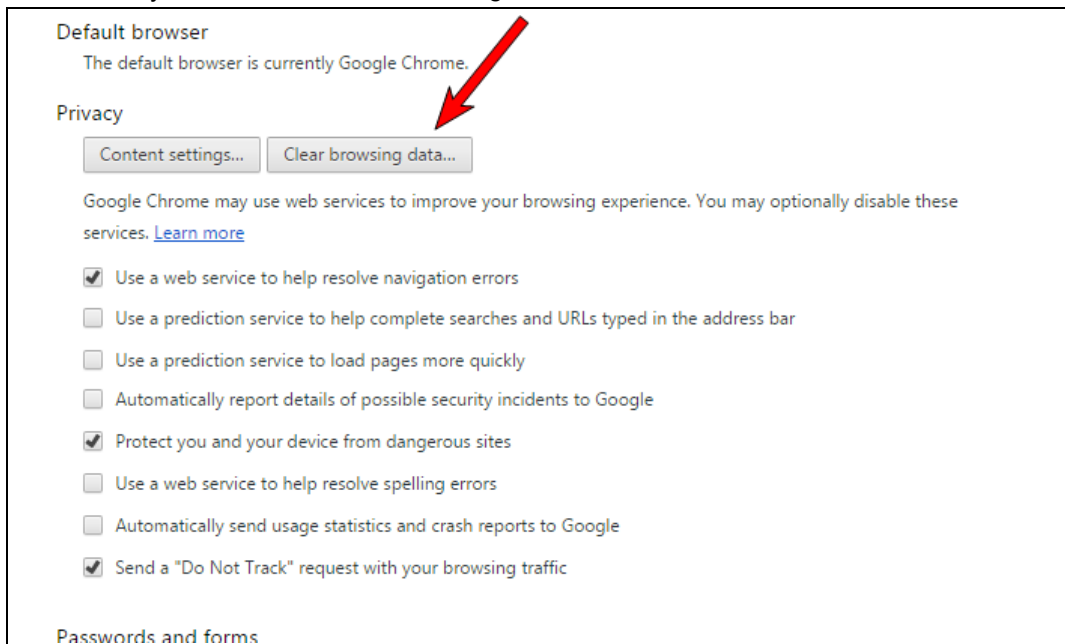 Default browser
The default browser is currently Google Chrome.
Privacy
Content settings... Clear browsing data...
Google Chrome may use web services to improve your browsing experience. You may optionally disable these
services. Learn more
Use a web service to help resolve navigation errors
Use a prediction service to help complete searches and URLs typed in the address bar
Use a prediction service to load pages more quickly
Automatically report details of possible security incidents to Google
Protect you and your device from dangerous sites
Use a web service to help resolve spelling errors
Automatically send usage statistics and crash reports to Google
Send a "Do Not Track" request with your browsing traffic
Passwords and forms